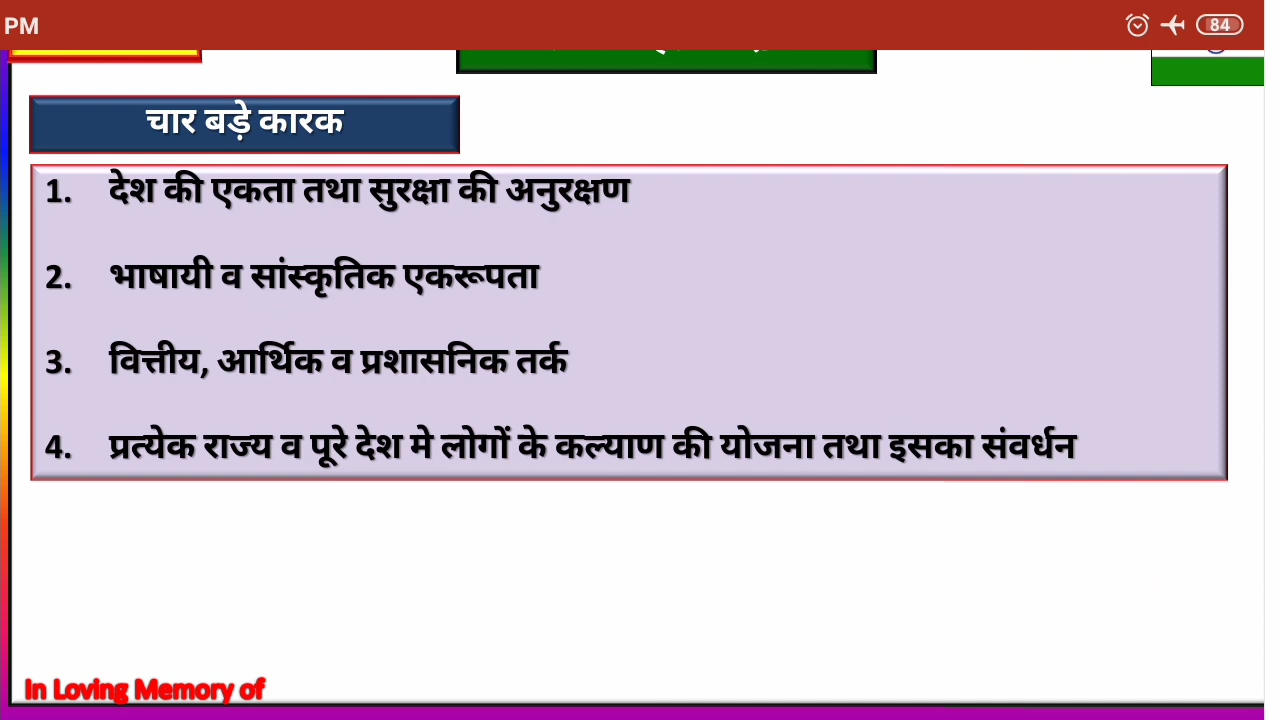 PM
84
चार बड़े कारक
1. देश की एकता तथा सुरक्षा की अनुरक्षण
2. भाषायी व सांस्कृतिक एकरूपता
3. वित्तीय, आर्थिक व प्रशासनिक तर्क
4. प्रत्येक राज्य व पूरे देश मे लोगों के कल्याण की योजना तथा इसका संवर्धन
In Loving Memory of